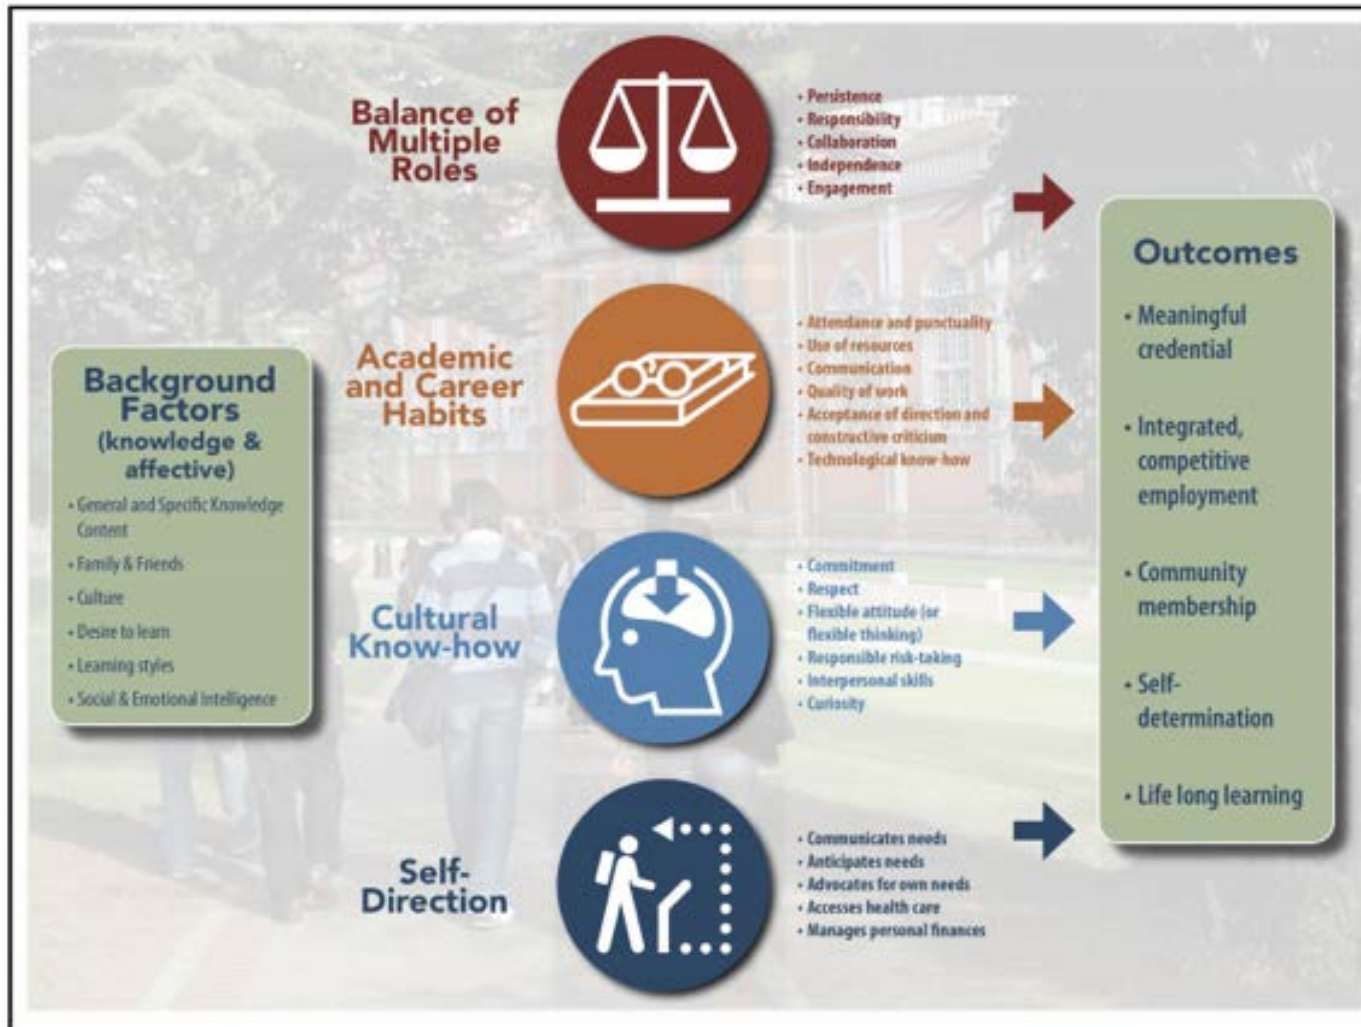 Background
Factors
(knowledge &
affective)
• General and Specific Knowledge
Content
• Family & Friends
• Culture
• Desire to learn
• Learning styles
• Social & Emotional Intelligence
Balance of
Multiple
Roles
• Persistence
• Responsibility
• Collaboration
• Independence
• Engagement
Academic
and Career
Habits
• Attendance and punctuality
• Use of resources
• Communication
• Quality of work
• Acceptance of direction and
constructive criticism
• Technological know-how
Cultural
Know-how
• Commitment
• Respect
• Flexible attitude (or
flexible thinking)
• Responsible risk-taking
• Interpersonal skills
• Curiosity
Self-
Direction
• Communicates needs
• Anticipates needs
• Advocates for own needs
• Accesses health care
• Manages personal finances
Outcomes
• Meaningful
credential
• Integrated,
competitive
employment
• Community
membership
• Self-
determination
• Life long learning